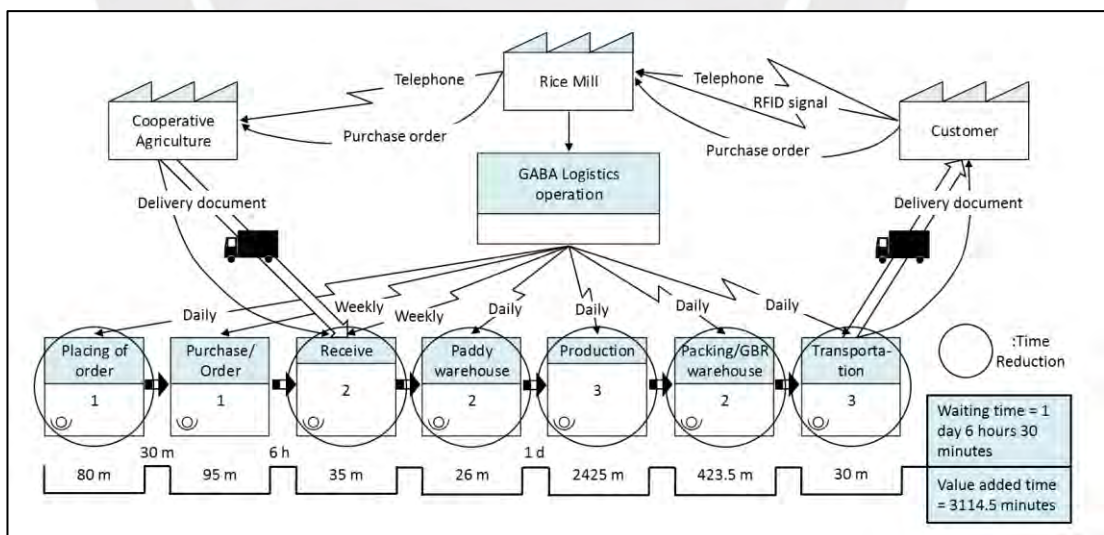 Telephone
Rice Mill
Telephone
RFID signal
Cooperative
Agriculture
Customer
Purchase order
Purchase order
GABA Logistics
operation
Delivery document
Delivery document
Daily
Weekly
Weekly
Daily
Daily
Daily
Daily
Placing of
order
1
Purchase/
Order
1
Receive
2
Paddy
warehouse
2
Production
3
Packing/GBR
warehouse
2
Transporta-
tion
3
:Time
Reduction
30 m
6 h
1 d
80 m
95 m
35 m
26 m
2425 m
423.5 m
30 m
Waiting time = 1
day 6 hours 30
minutes
Value added time
= 3114.5 minutes